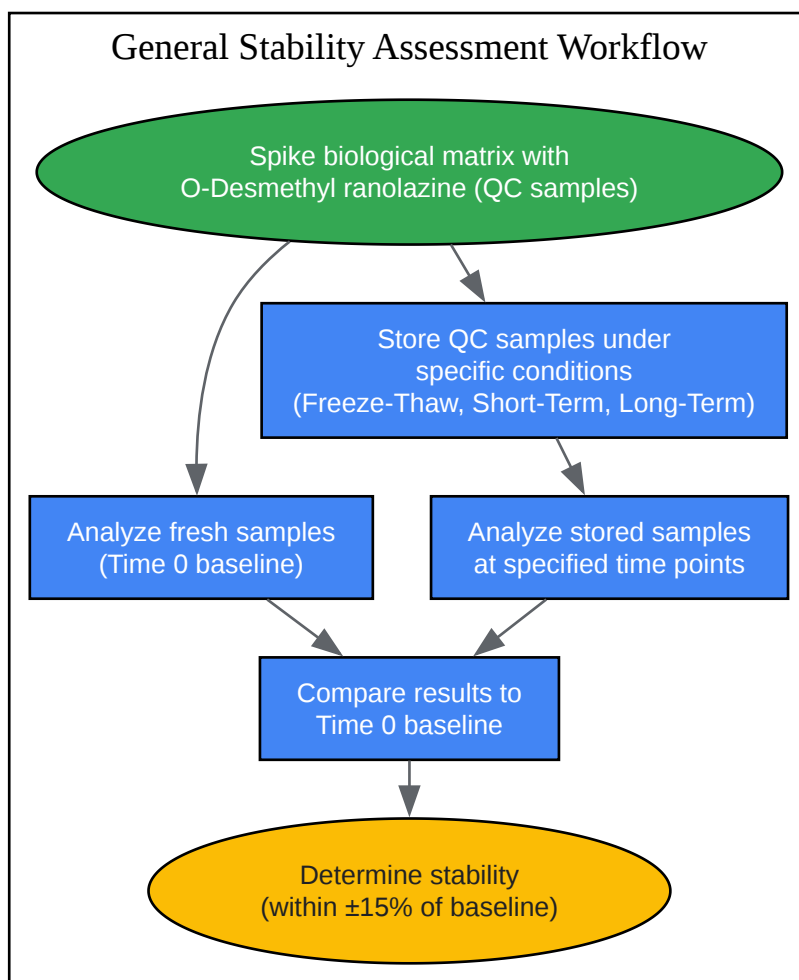 General Stability Assessment Workflow
Spike biological matrix with
O-Desmethyl ranolazine (QC samples)
Store QC samples under
specific conditions
(Freeze-Thaw, Short-Term, Long-Term)
Analyze fresh samples
(Time 0 baseline)
Analyze stored samples
at specified time points
Compare results to
Time 0 baseline
Determine stability
(within ±15% of baseline)